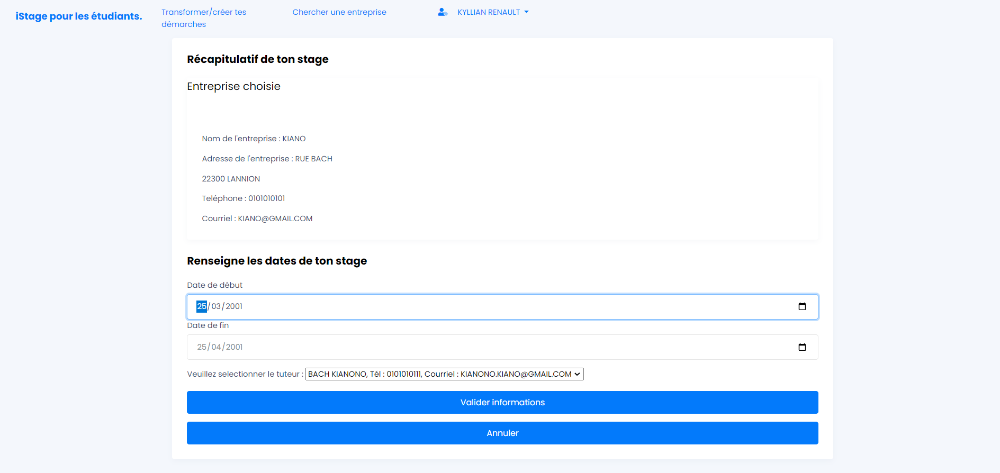 iStage pour les étudiants.
Transformer/créer tes
démarches
Chercher une entreprise
KYLLIAN RENAULT
Récapitulatif de ton stage
Entreprise choisie
Nom de l'entreprise : KIANO
Adresse de l'entreprise : RUE BACH
22300 LANNION
Teléphone : 0101010101
Courriel : KIANO@GMAIL.COM
Renseigne les dates de ton stage
Date de début
25/03/2001
Date de fin
25/04/2001
Veuillez selectionner le tuteur : BACH KIANONO, Tél : 0101010111, Courriel : KIANONO.KIANO@GMAIL.COM
Valider informations
Annuler